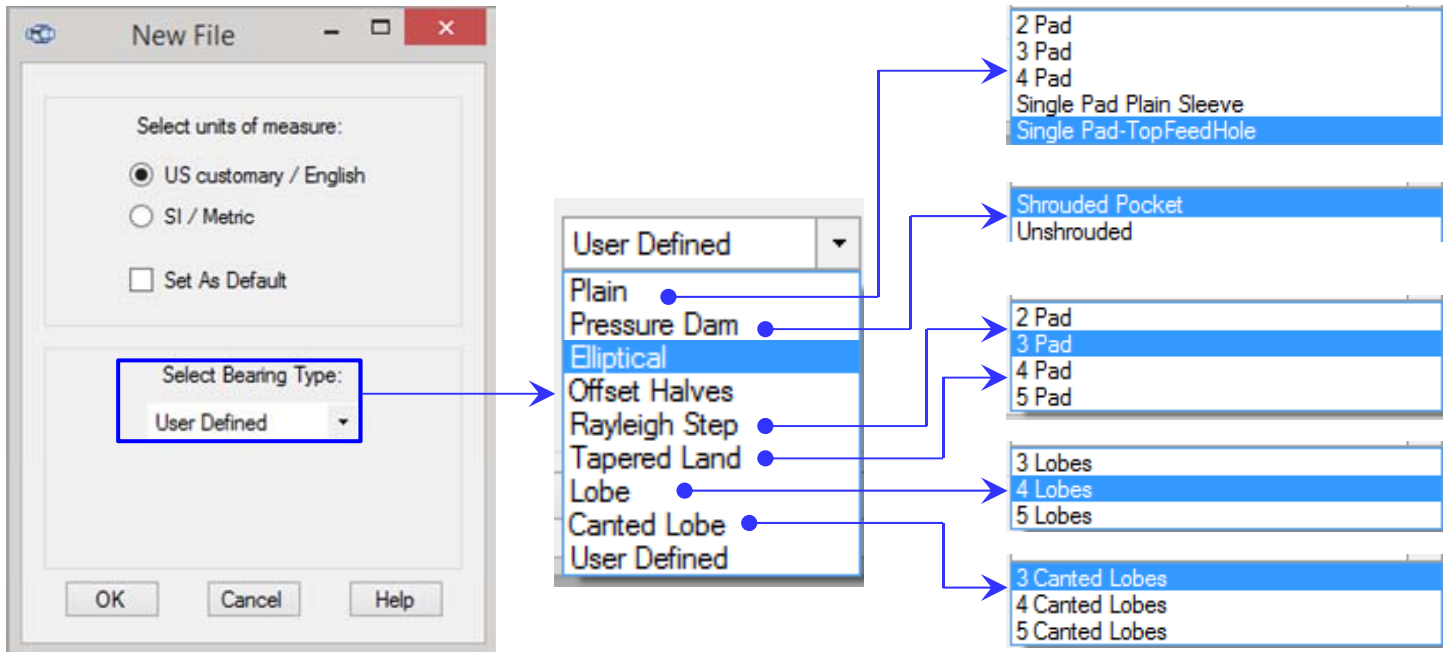 New File
Select units of measure:
US customary / English
SI / Metric
Set As Default
Select Bearing Type:
User Defined
OK Cancel Help
User Defined
Plain
Pressure Dam
Elliptical
Offset Halves
Rayleigh Step
Tapered Land
Lobe
Canted Lobe
User Defined
2 Pad
3 Pad
4 Pad
Single Pad Plain Sleeve
Single Pad-TopFeedHole
Shrouded Pocket
Unshrouded
2 Pad
3 Pad
4 Pad
5 Pad
3 Lobes
4 Lobes
5 Lobes
3 Canted Lobes
4 Canted Lobes
5 Canted Lobes